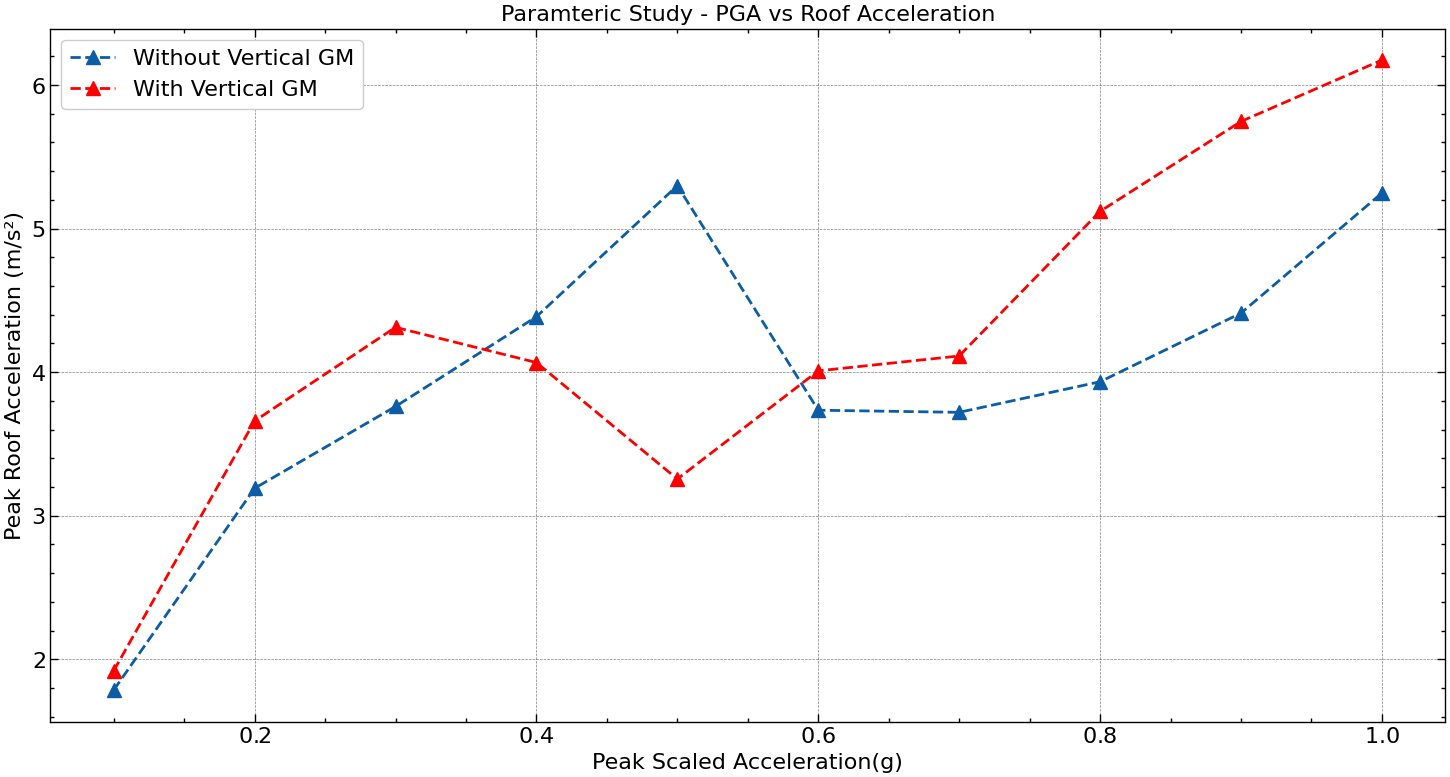 Paramteric Study - PGA vs Roof Acceleration
Without Vertical GM
With Vertical GM
Peak Roof Acceleration (m/s²)
6
5
4
3
2
0.2
0.4
0.6
0.8
1.0
Peak Scaled Acceleration(g)